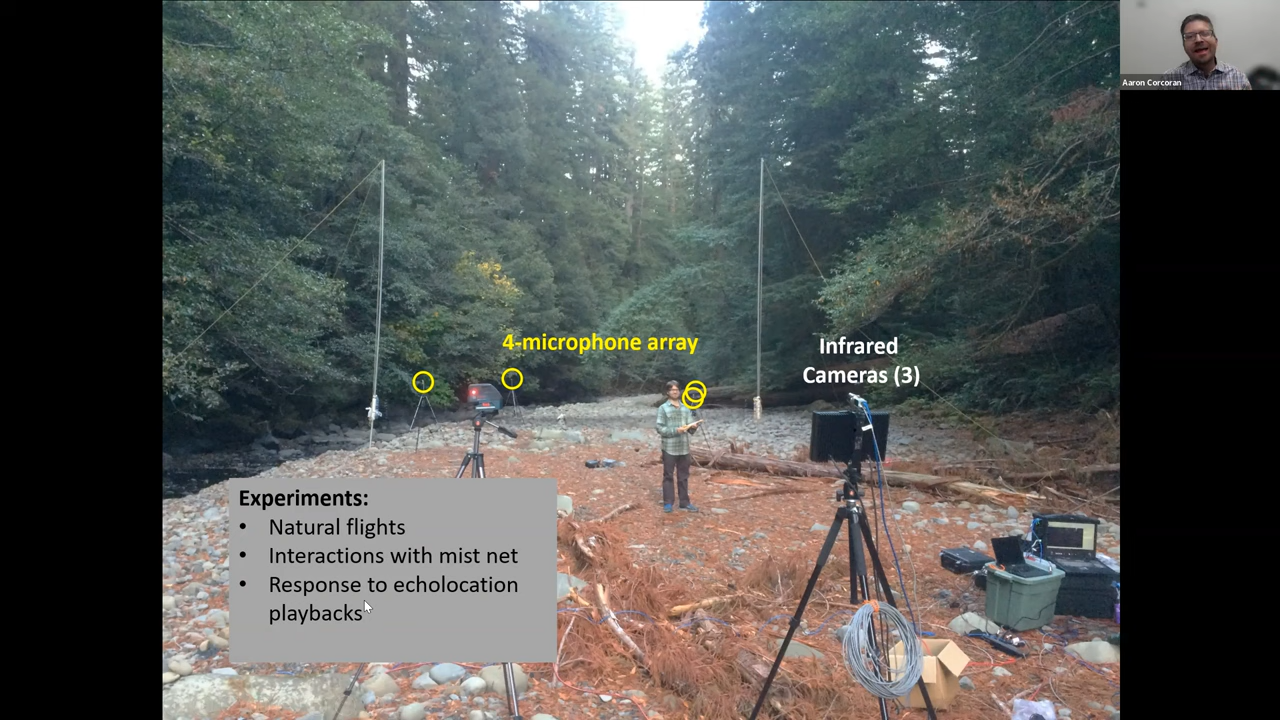 Aaron Corcoran
4-microphone array
Infrared
Cameras (3)
Experiments:
• Natural flights
• Interactions with mist net
• Response to echolocation
playbacks